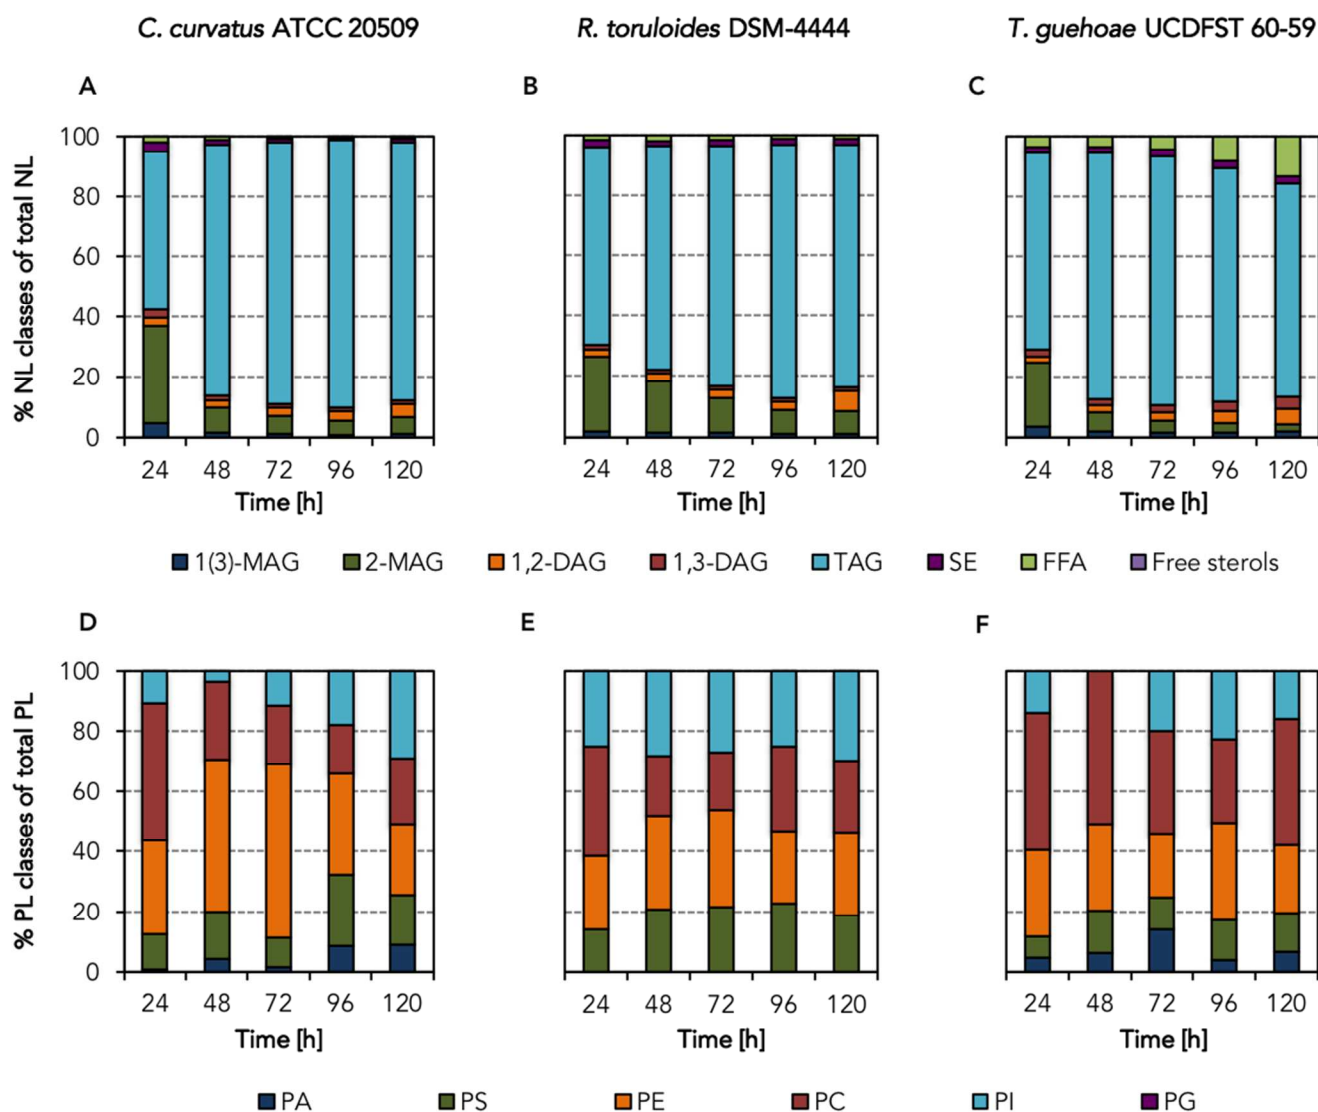 C. curvatus ATCC 20509 R. toruloides DSM-4444 T. guehoae UCDFST 60-59
A B C
% NL classes of total NL
100
80
60
40
20
0
24 48 72 96 120 24 48 72 96 120 24 48 72 96 120
Time [h] Time [h] Time [h]
1(3)-MAG 2-MAG 1,2-DAG 1,3-DAG TAG SE FFA Free sterols
D E F
% PL classes of total PL
100
80
60
40
20
0
24 48 72 96 120 24 48 72 96 120 24 48 72 96 120
Time [h] Time [h] Time [h]
PA PS PE PC PI PG